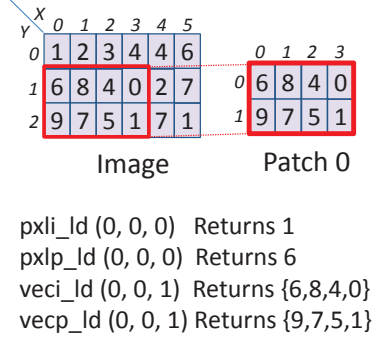 X
Y 0 1 2 3 4 5
0 1 2 3 4 4 6 0 1 2 3
1 6 8 4 0 2 7 0 6 8 4 0
2 9 7 5 1 7 1 1 9 7 5 1
Image Patch 0
pxli_ld (0, 0, 0) Returns 1
pxlp_ld (0, 0, 0) Returns 6
veci_ld (0, 0, 1) Returns {6,8,4,0}
vecp_ld (0, 0, 1) Returns {9,7,5,1}